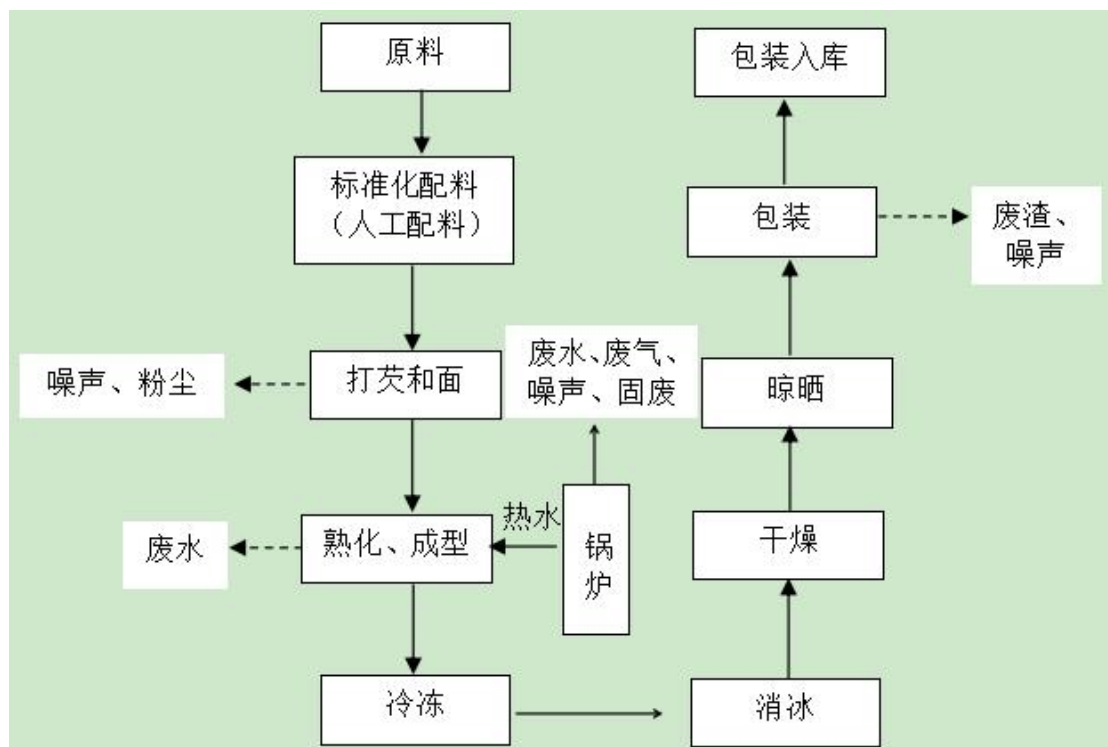 原料
标准化配料
（人工配料）
打芡和面
噪声、粉尘
熟化、成型
废水
热水
锅
炉
废水、废气、
噪声、固废
冷冻
消冰
干燥
晾晒
包装
废渣、
噪声
包装入库